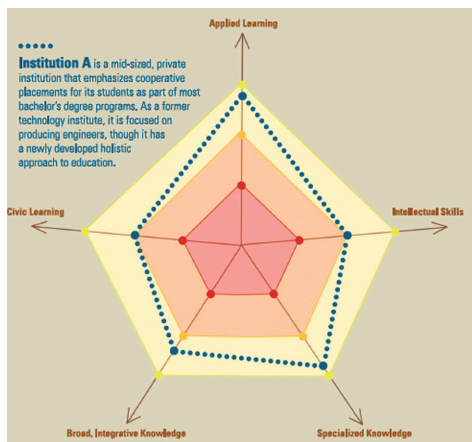 Applied Learning
Institution A is a mid-sized, private
institution that emphasizes cooperative
placements for its students as part of most
bachelor's degree programs. As a former
technology institute, it is focused on
producing engineers, though it has
a newly developed holistic
approach to education.
Civic Learning
Intellectual Skills
Broad, Integrative Knowledge
Specialized Knowledge